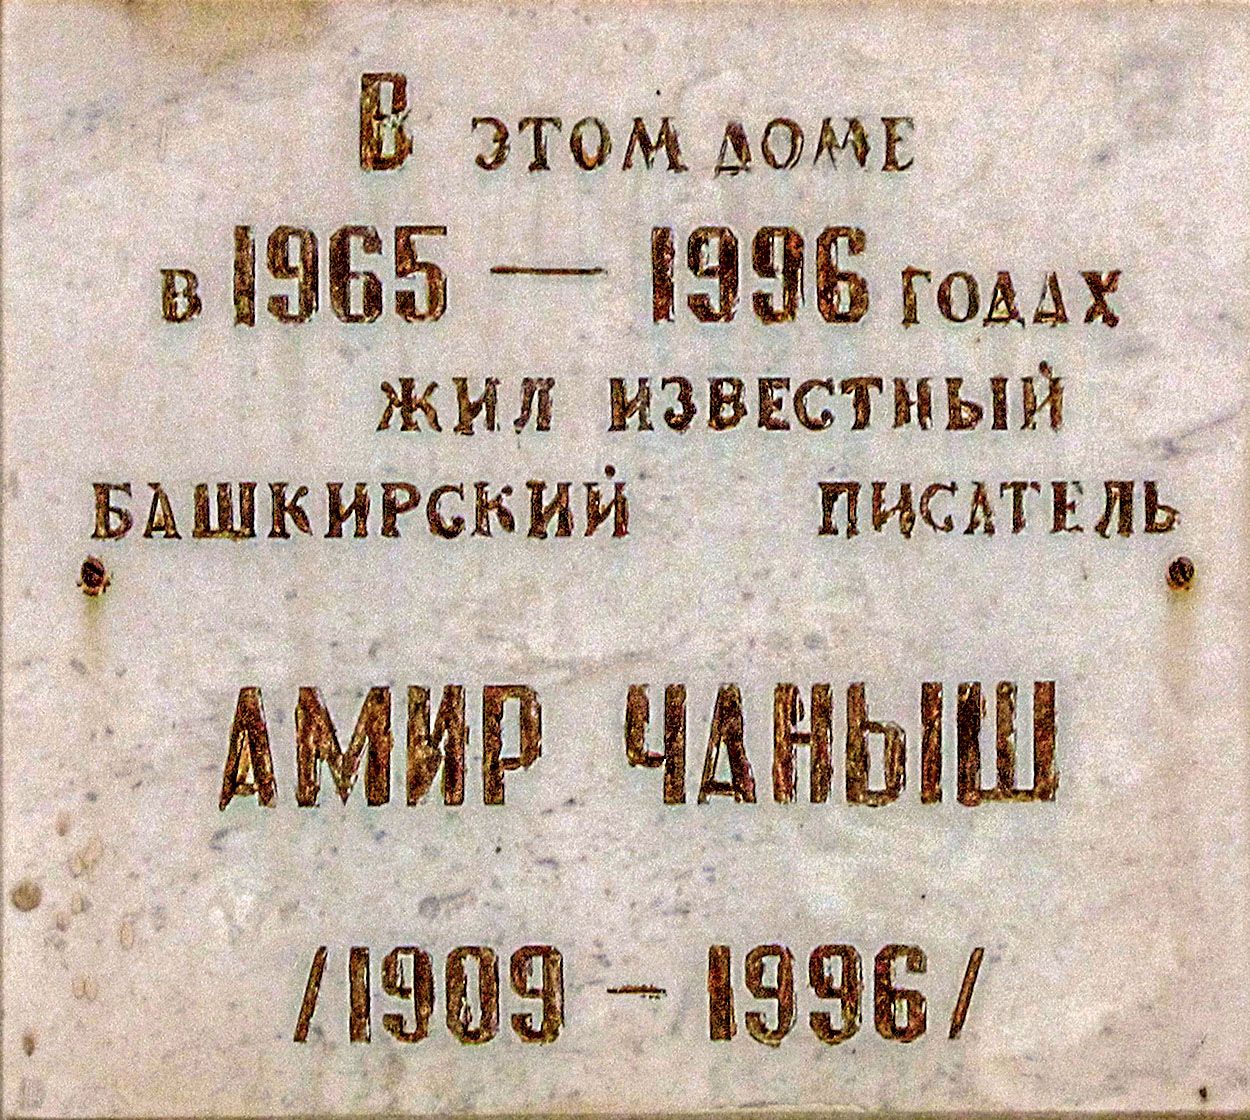 В ЭТОМ ДОМЕ
В 1965 — 1996 ГОДАХ
ЖИЛ ИЗВЕСТНЫЙ
БАШКИРСКИЙ ПИСАТЕЛЬ
АМИР ЧАНЫШ
/1909 – 1996/